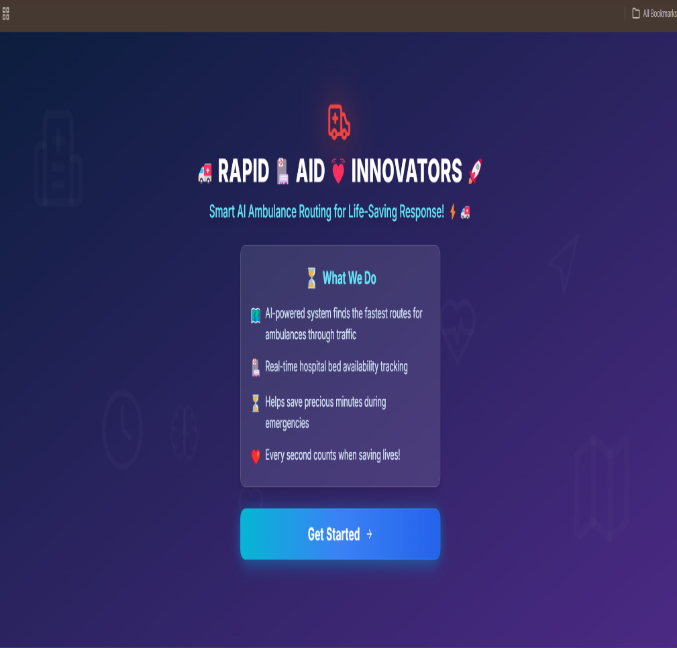 All Bookmarks
RAPID AID INNOVATORS
Smart AI Ambulance Routing for Life-Saving Response!
What We Do
AI-powered system finds the fastest routes for
ambulances through traffic
Real-time hospital bed availability tracking
Helps save precious minutes during
emergencies
Every second counts when saving lives!
Get Started →